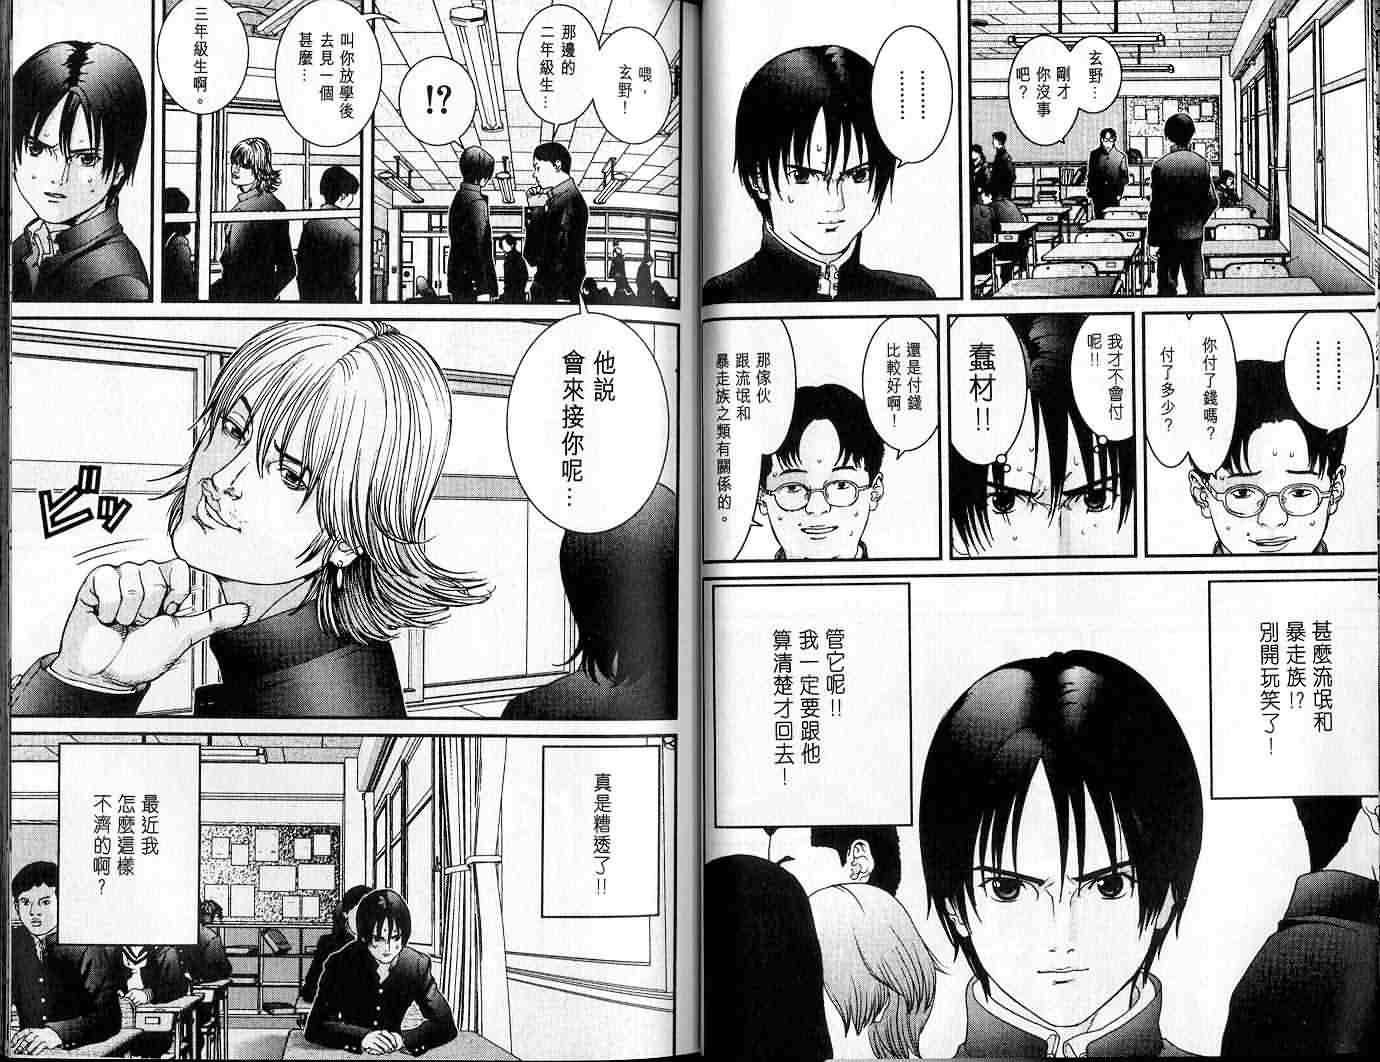 玄野…
剛才
你沒事
吧？
………
………
………
………
你付了錢嗎？
付了多少？
我才不會付
呢!!
蠢材!!
還是付錢
比較好啊！
那傢伙
跟流氓和
暴走族之類有關係的。
甚麼流氓和
暴走族!?
別開玩笑了！
管它呢!!
我一定要跟他
算清楚才回去！
喂，
玄野！
那邊的
二年級生…
!?
叫你放學後
去見一個
甚麼…
三年級生啊。
他説
會來接你呢…
ビッ
真是糟透了!!
最近我
怎麼這樣
不濟的啊？